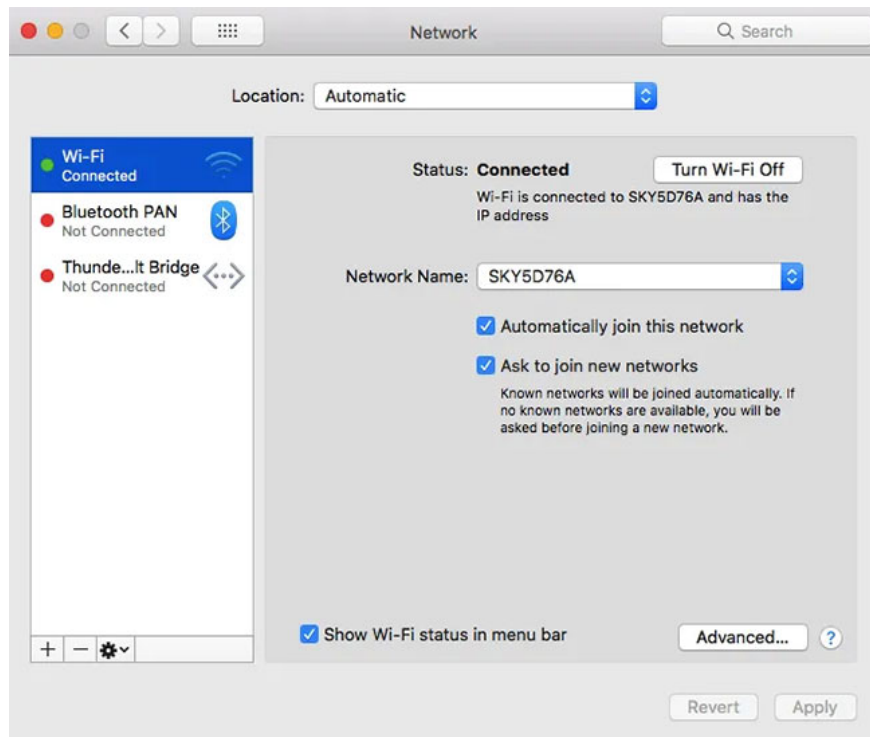 Network
Search
Location: Automatic
Wi-Fi
Connected
Bluetooth PAN
Not Connected
Thunde...lt Bridge
Not Connected
Status: Connected
Turn Wi-Fi Off
Wi-Fi is connected to SKY5D76A and has the
IP address
Network Name: SKY5D76A
Automatically join this network
Ask to join new networks
Known networks will be joined automatically. If
no known networks are available, you will be
asked before joining a new network.
Show Wi-Fi status in menu bar
Advanced...
?
Revert
Apply